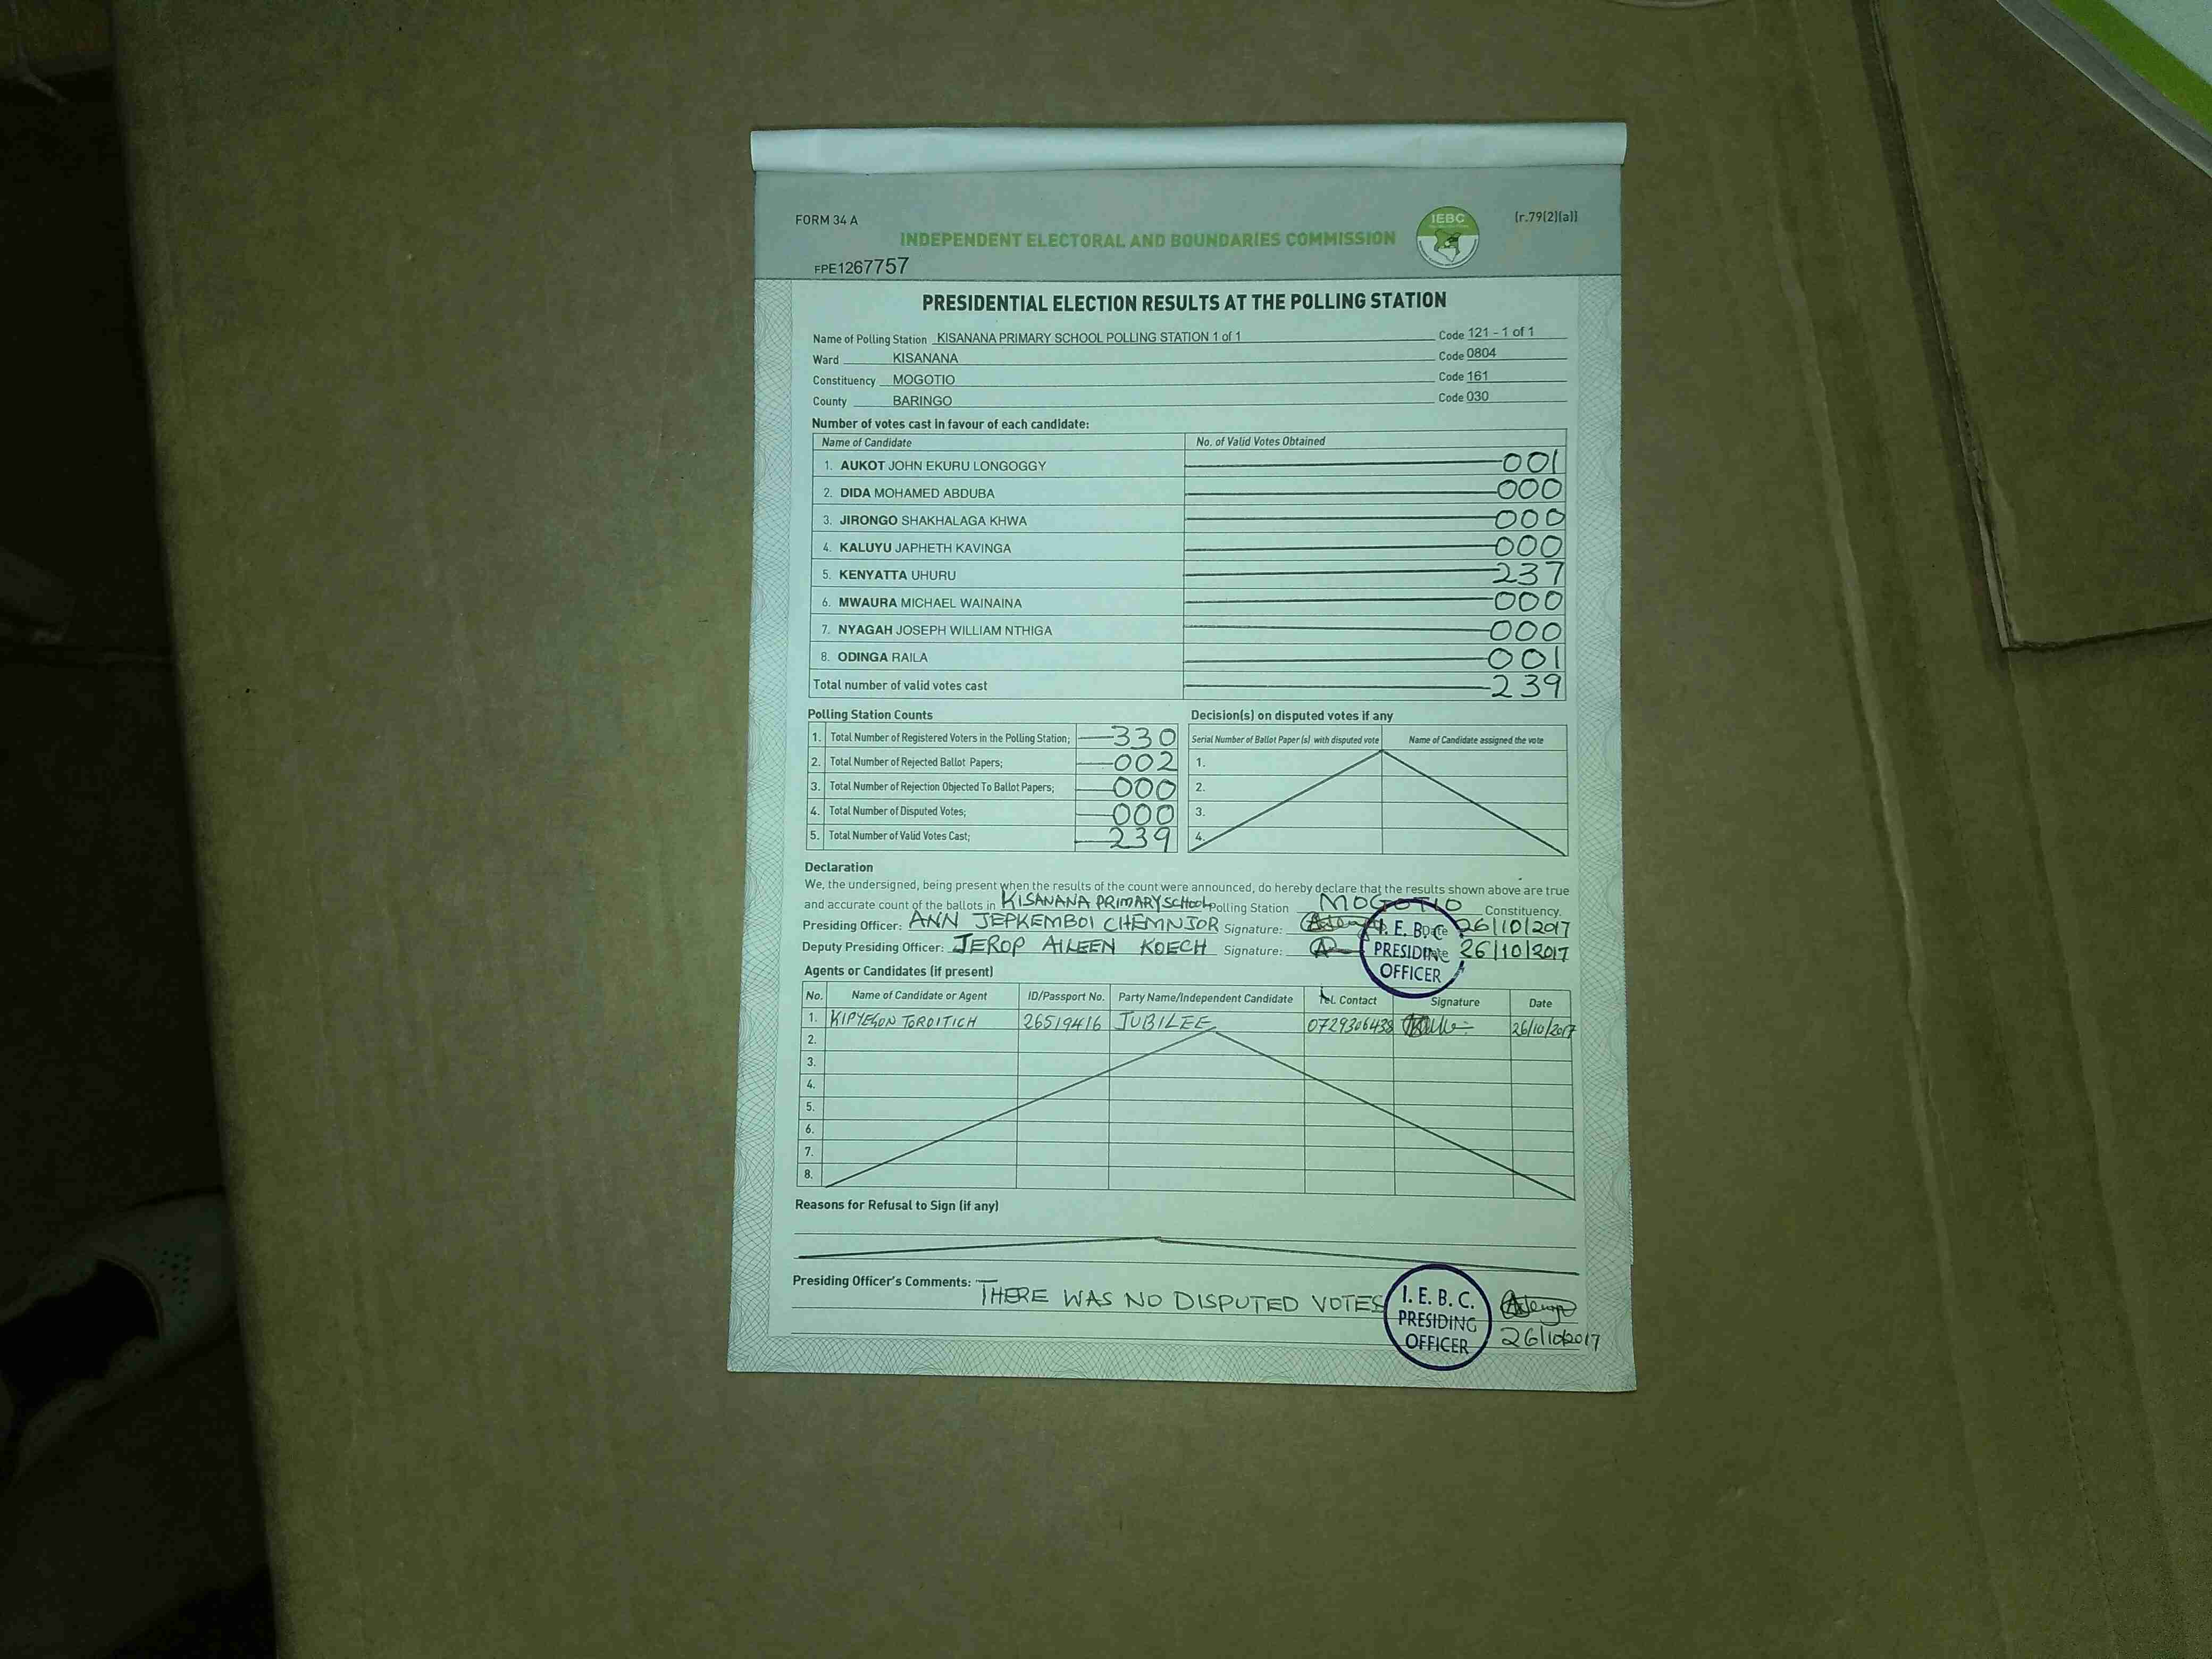 FORM 34 A
IEBC
(r.79(2)(a))
INDEPENDENT ELECTORAL AND BOUNDARIES COMMISSION
FPE1267757
PRESIDENTIAL ELECTION RESULTS AT THE POLLING STATION
Name of Polling Station KISANANA PRIMARY SCHOOL POLLING STATION 1 of 1 Code 121 - 1 of 1
Ward KISANANA Code 0804
Constituency MOGOTIO Code 161
County BARINGO Code 030
Number of votes cast in favour of each candidate:
Name of Candidate No. of Valid Votes Obtained
1. AUKOT JOHN EKURU LONGOGGY 001
2. DIDA MOHAMED ABDUBA 000
3. JIRONGO SHAKHALAGA KHWA 000
4. KALUYU JAPHETH KAVINGA 000
5. KENYATTA UHURU 237
6. MWAURA MICHAEL WAINAINA 000
7. NYAGAH JOSEPH WILLIAM NTHIGA 000
8. ODINGA RAILA 001
Total number of valid votes cast 239
Polling Station Counts
1. Total Number of Registered Voters in the Polling Station; 330
2. Total Number of Rejected Ballot Papers; 002
3. Total Number of Rejection Objected To Ballot Papers; 000
4. Total Number of Disputed Votes; 000
5. Total Number of Valid Votes Cast; 239
Decision(s) on disputed votes if any
Serial Number of Ballot Paper (s) with disputed vote Name of Candidate assigned the vote
1.
2.
3.
4.
Declaration
We, the undersigned, being present when the results of the count were announced, do hereby declare that the results shown above are true
and accurate count of the ballots in KISANANA PRIMARY SCHOOL Polling Station MOGOTIO Constituency.
Presiding Officer: ANN JEPKEMBOI CHEMNJOR Signature: Date 26/10/2017
Deputy Presiding Officer: JEROP AILEEN KOECH Signature: Date 26/10/2017
I. E. B. C.
PRESIDING
OFFICER
Agents or Candidates (if present)
No. Name of Candidate or Agent ID/Passport No. Party Name/Independent Candidate Tel. Contact Signature Date
1. KIPYEGON TOROITICH 26519416 JUBILEE 0729306438 26/10/2017
2.
3.
4.
5.
6.
7.
8.
Reasons for Refusal to Sign (if any)
Presiding Officer's Comments: THERE WAS NO DISPUTED VOTES
I. E. B. C.
PRESIDING
OFFICER
26/10/2017